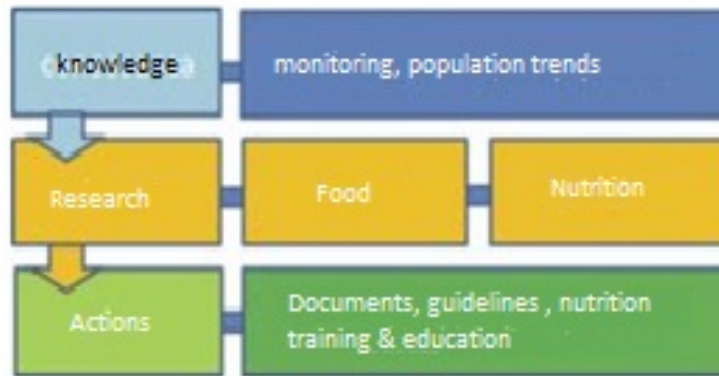 knowledge
monitoring, population trends
Research
Food
Nutrition
Actions
Documents, guidelines , nutrition
training & education